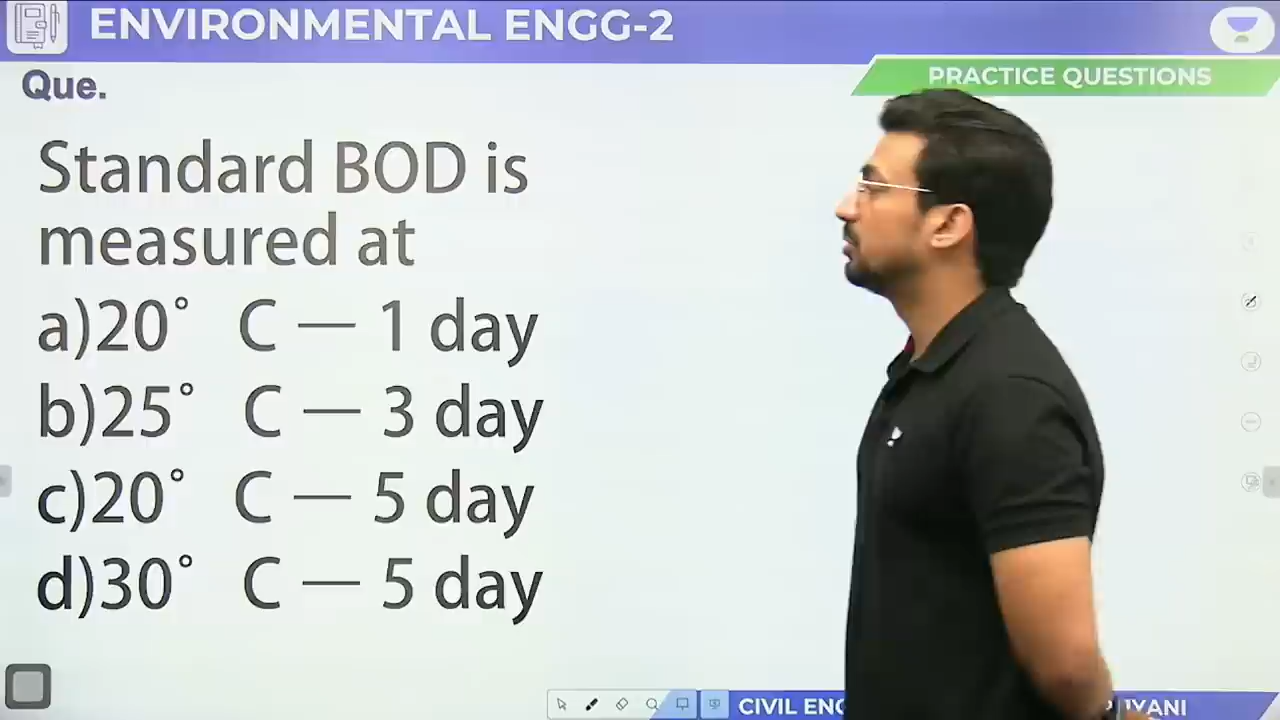 ENVIRONMENTAL ENGG-2
PRACTICE QUESTIONS
Que.
Standard BOD is
measured at
a)20° C — 1 day
b)25° C — 3 day
c)20° C — 5 day
d)30° C — 5 day
CIVIL